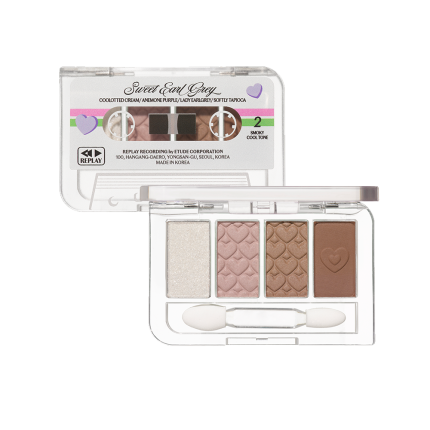 Sweet Earl Grey
COOLOTTED CREAM/ ANEMONE PURPLE/ LADY EARLGREY/ SOFTLY TAPIOCA
2
SMOKY
COOL TONE
REPLAY
REPLAY RECORDING by ETUDE CORPORATION
100, HANGANG-DAERO, YONGSAN-GU, SEOUL, KOREA
MADE IN KOREA